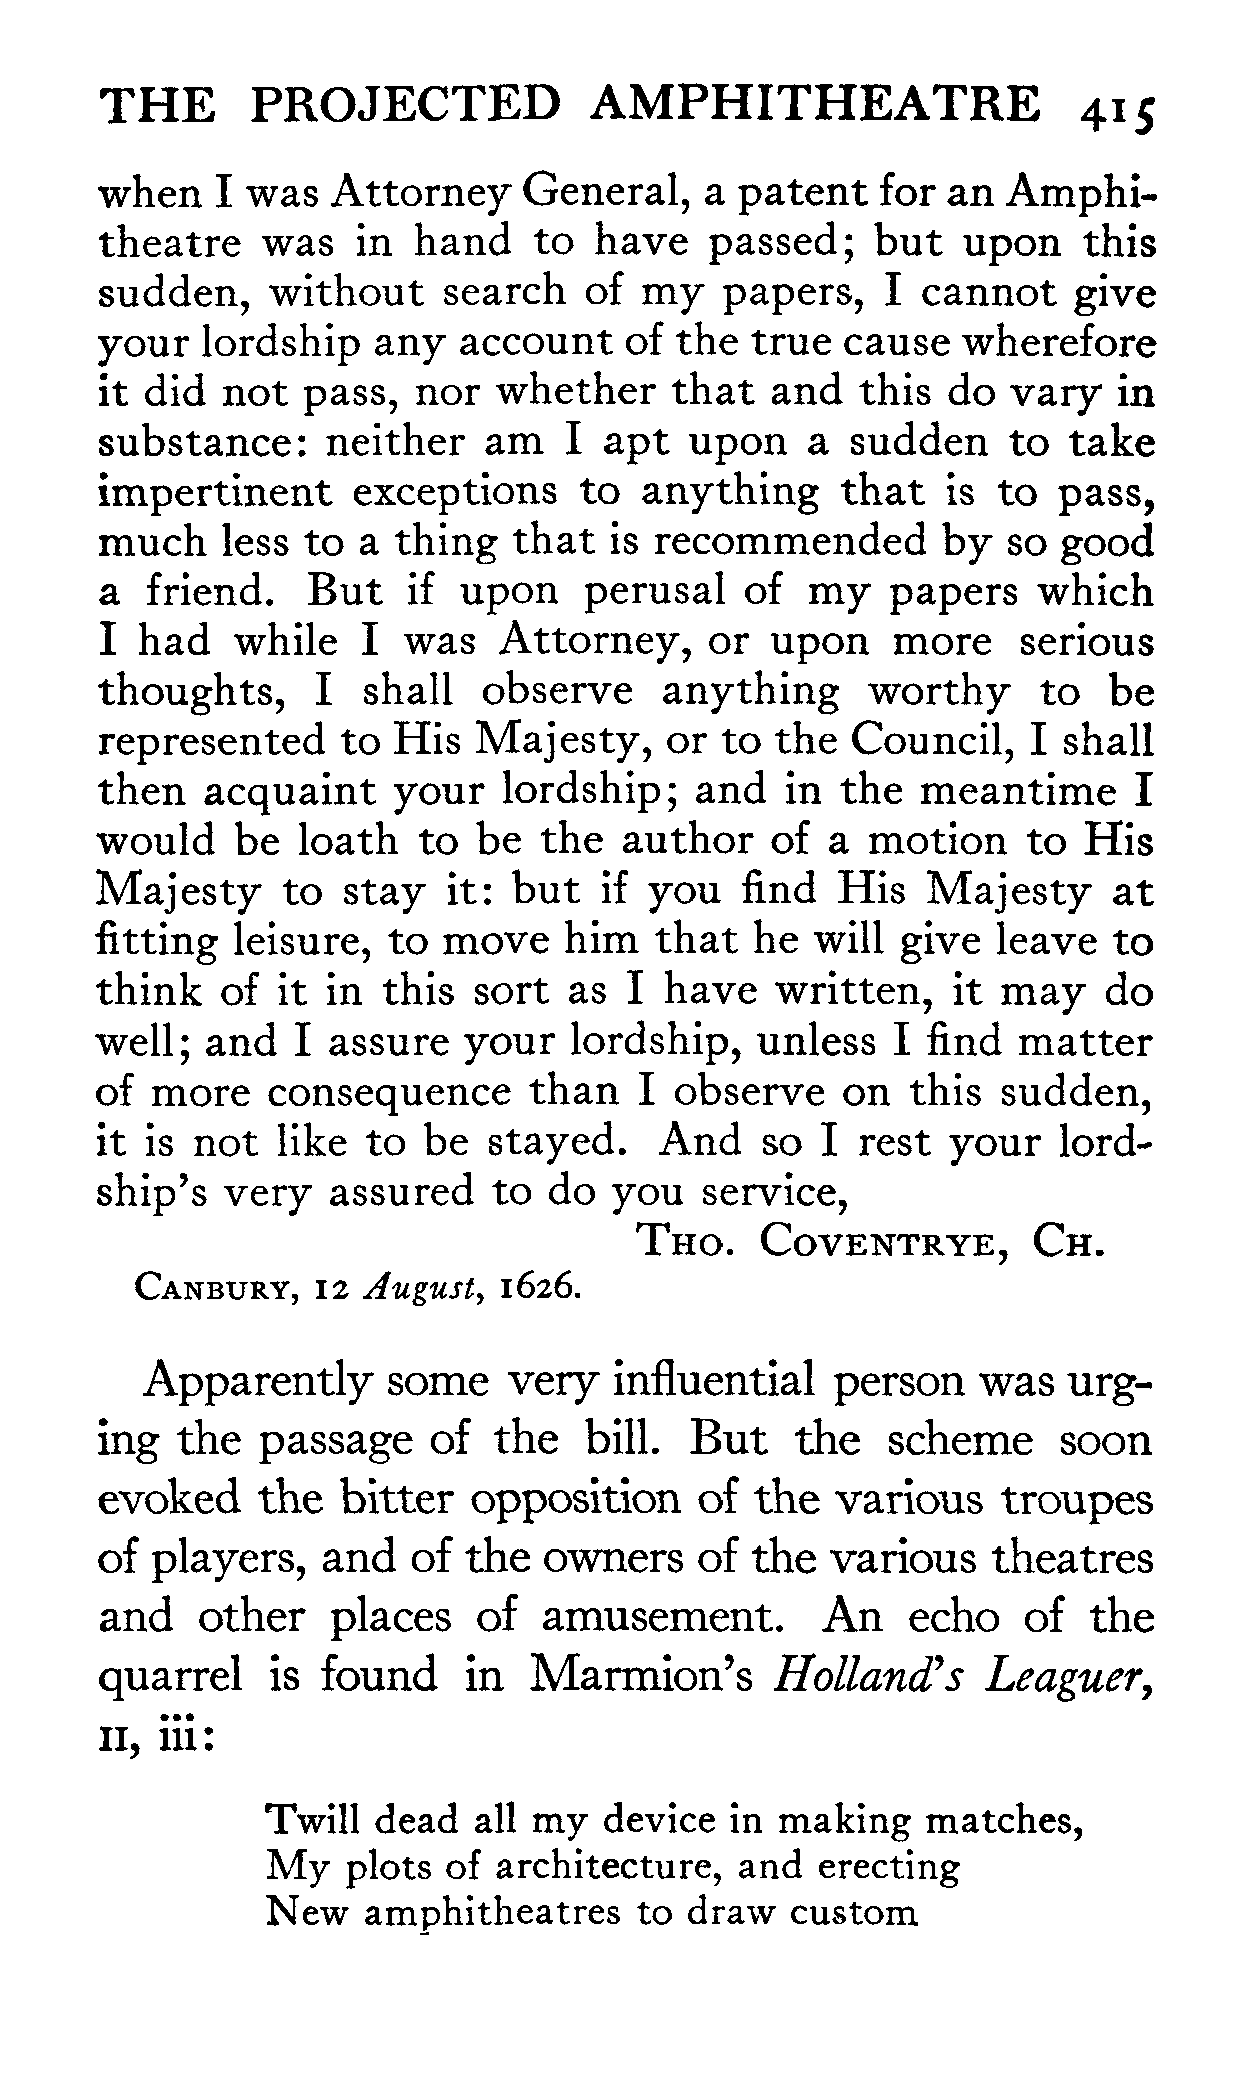 THE PROJECTED AMPHITHEATRE 415
when I was Attorney General, a patent for an Amphi-
theatre was in hand to have passed; but upon this
sudden, without search of my papers, I cannot give
your lordship any account of the true cause wherefore
it did not pass, nor whether that and this do vary in
substance: neither am I apt upon a sudden to take
impertinent exceptions to anything that is to pass,
much less to a thing that is recommended by so good
a friend. But if upon perusal of my papers which
I had while I was Attorney, or upon more serious
thoughts, I shall observe anything worthy to be
represented to His Majesty, or to the Council, I shall
then acquaint your lordship; and in the meantime I
would be loath to be the author of a motion to His
Majesty to stay it: but if you find His Majesty at
fitting leisure, to move him that he will give leave to
think of it in this sort as I have written, it may do
well; and I assure your lordship, unless I find matter
of more consequence than I observe on this sudden,
it is not like to be stayed. And so I rest your lord-
ship's very assured to do you service,
THO. COVENTRYE, CH.
CANBURY, 12 August, 1626.
Apparently some very influential person was urg-
ing the passage of the bill. But the scheme soon
evoked the bitter opposition of the various troupes
of players, and of the owners of the various theatres
and other places of amusement. An echo of the
quarrel is found in Marmion's Holland's Leaguer,
II, iii:
Twill dead all my device in making matches,
My plots of architecture, and erecting
New amphitheatres to draw custom